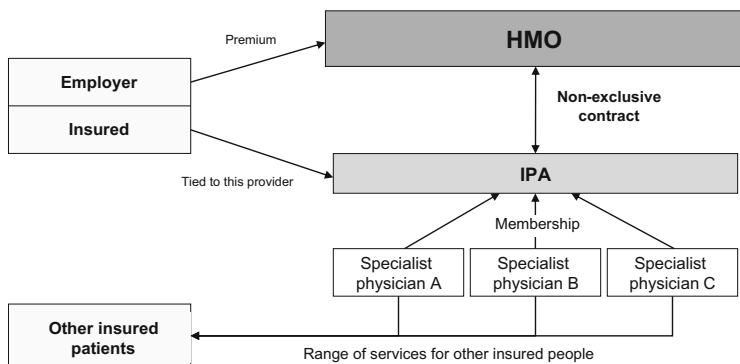 HMO
Premium
Employer
Insured
Non-exclusive
contract
Tied to this provider
IPA
Membership
Specialist
physician A
Specialist
physician B
Specialist
physician C
Other insured
patients
Range of services for other insured people